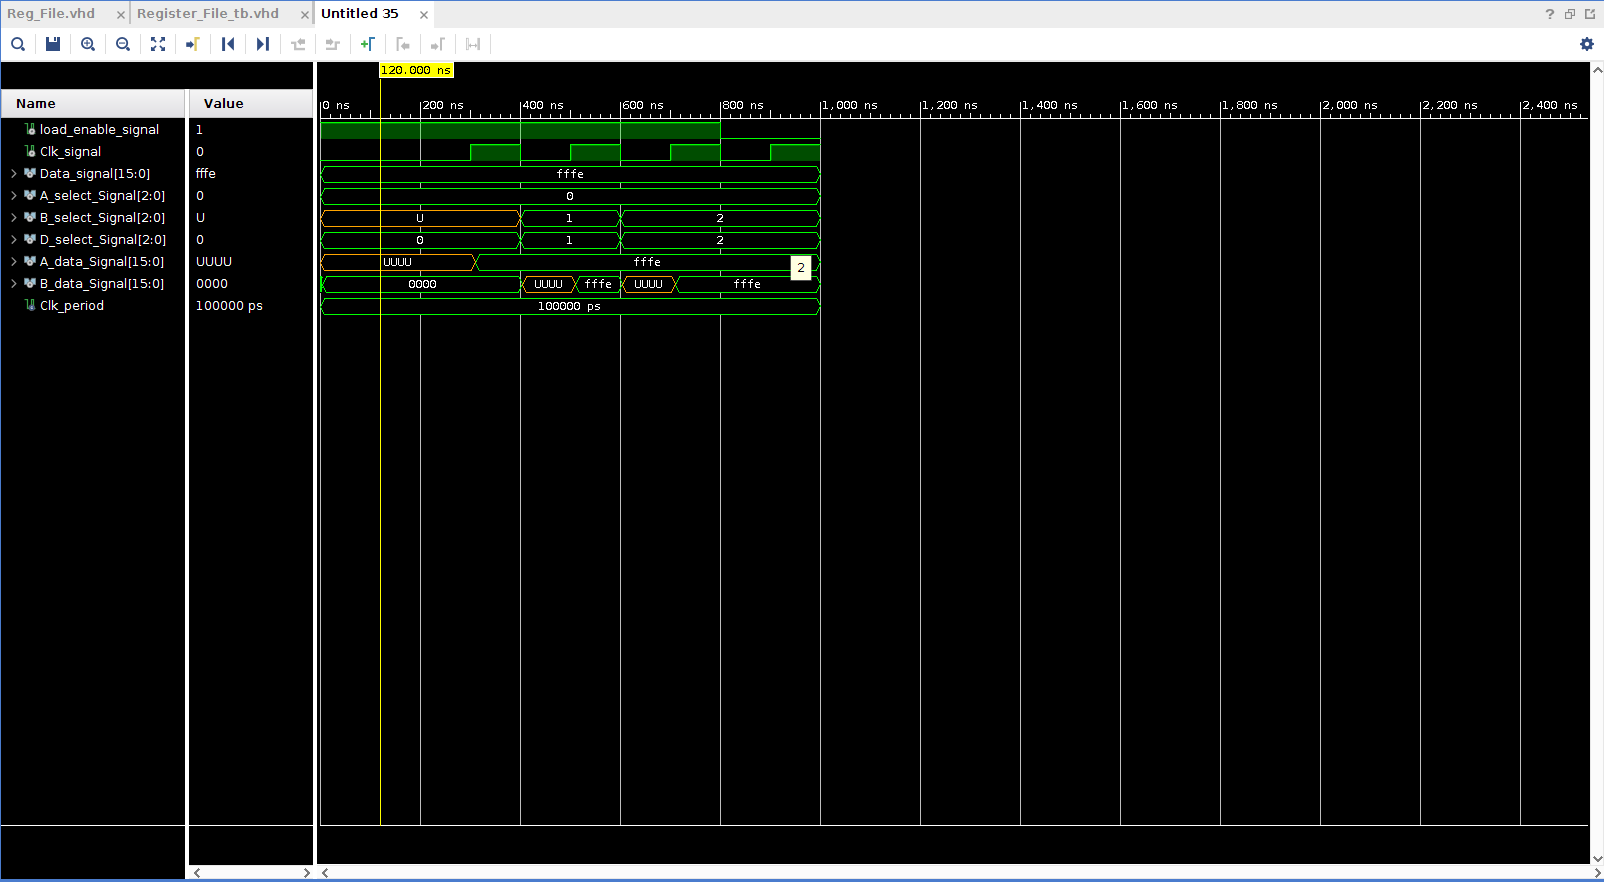 Reg_File.vhd × Register_File_tb.vhd × Untitled 35 × ?
120.000 ns
Name Value 0 ns 200 ns 400 ns 600 ns 800 ns 1,000 ns 1,200 ns 1,400 ns 1,600 ns 1,800 ns 2,000 ns 2,200 ns 2,400 ns
load_enable_signal 1
Clk_signal 0
Data_signal[15:0] fffe fffe
A_select_Signal[2:0] 0 0
B_select_Signal[2:0] U U 1 2
D_select_Signal[2:0] 0 0 1 2
A_data_Signal[15:0] UUUU UUUU fffe
2
B_data_Signal[15:0] 0000 0000 UUUU fffe UUUU fffe
Clk_period 100000 ps 100000 ps